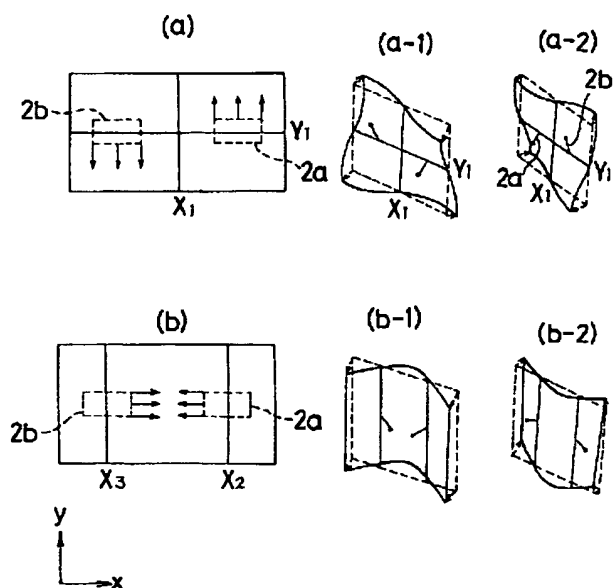 (a)
(a-1)
(a-2)
2b
2b
Y1
2a
2a
Y1
Y1
X1
X1
X1
(b)
(b-1)
(b-2)
2b
2a
X3
X2
y
x